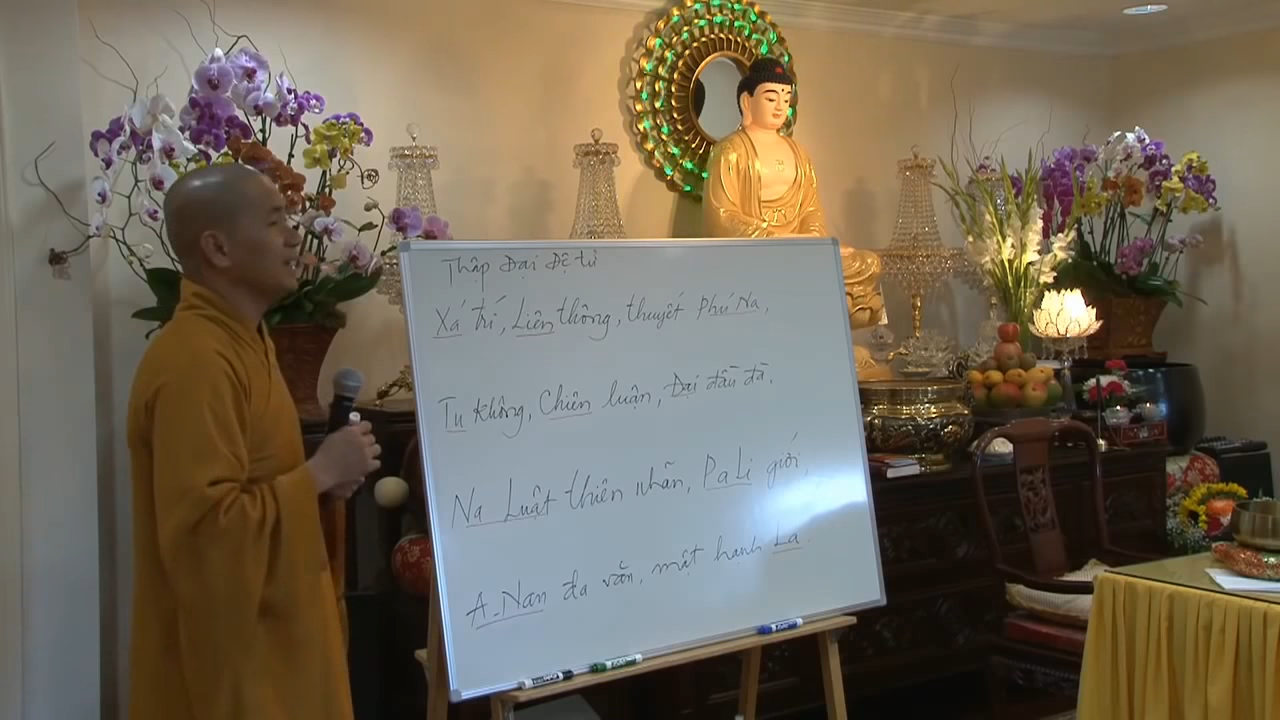 Thập Đại Đệ tử
Xá trí, Liên thông, thuyết Phú Na,
Tu không, Chiên luận, Đại đầu đà.
Na Luật thiên nhãn, Pa Li giới,
A-Nan đa văn, mật hạnh La.